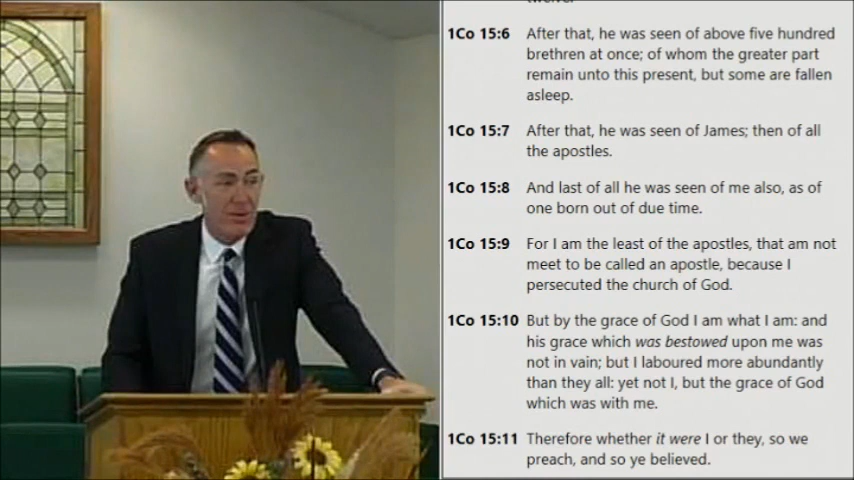 twelve.
1Co 15:6 After that, he was seen of above five hundred
brethren at once; of whom the greater part
remain unto this present, but some are fallen
asleep.
1Co 15:7 After that, he was seen of James; then of all
the apostles.
1Co 15:8 And last of all he was seen of me also, as of
one born out of due time.
1Co 15:9 For I am the least of the apostles, that am not
meet to be called an apostle, because I
persecuted the church of God.
1Co 15:10 But by the grace of God I am what I am: and
his grace which was bestowed upon me was
not in vain; but I laboured more abundantly
than they all: yet not I, but the grace of God
which was with me.
1Co 15:11 Therefore whether it were I or they, so we
preach, and so ye believed.